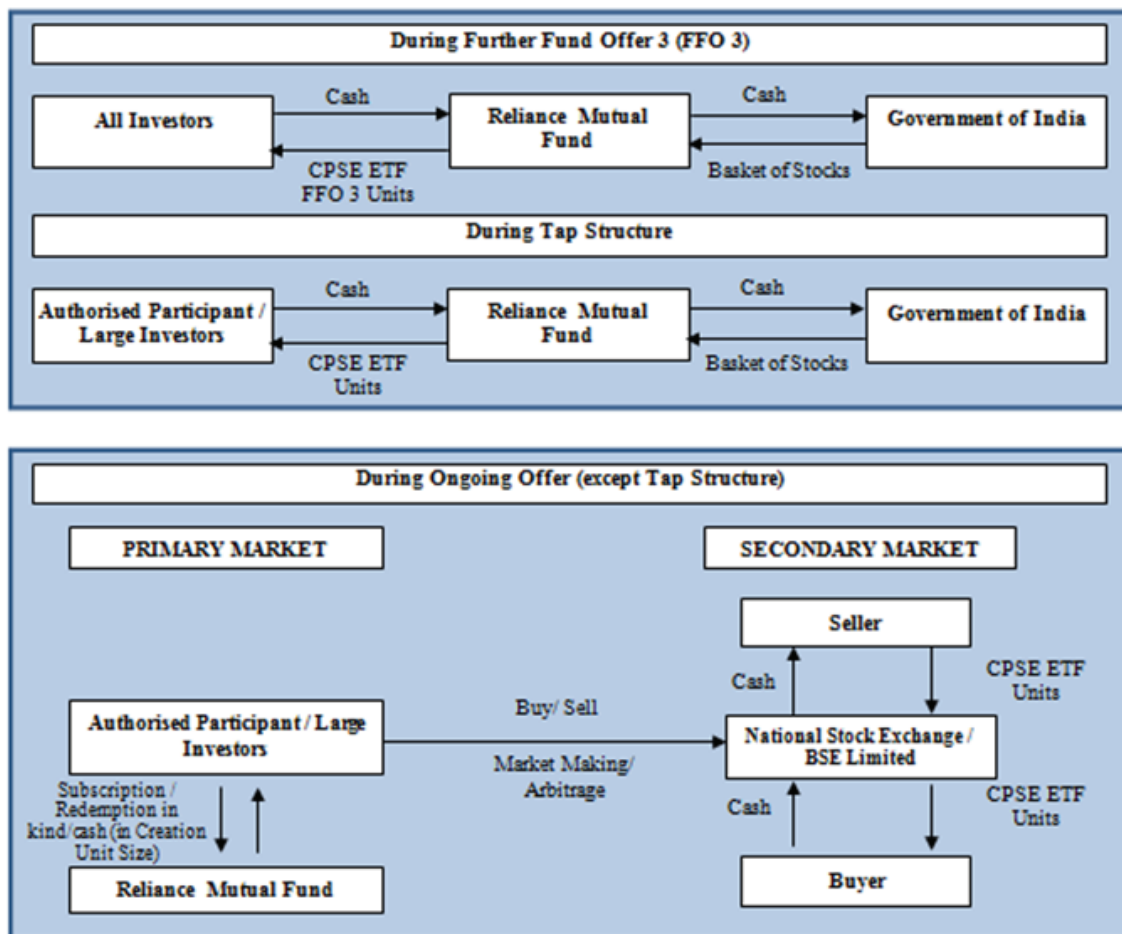 During Further Fund Offer 3 (FFO 3)
Cash
Cash
All Investors
Reliance Mutual
Fund
Government of India
CPSE ETF
FFO 3 Units
Basket of Stocks
During Tap Structure
Cash
Cash
Authorised Participant /
Large Investors
Reliance Mutual
Fund
Government of India
CPSE ETF
Units
Basket of Stocks
During Ongoing Offer (except Tap Structure)
PRIMARY MARKET
SECONDARY MARKET
Seller
Cash
CPSE ETF
Units
Authorised Participant / Large
Investors
Buy/ Sell
Market Making/
Arbitrage
National Stock Exchange /
BSE Limited
Subscription /
Redemption in
kind/cash (in Creation
Unit Size)
Cash
CPSE ETF
Units
Reliance Mutual Fund
Buyer